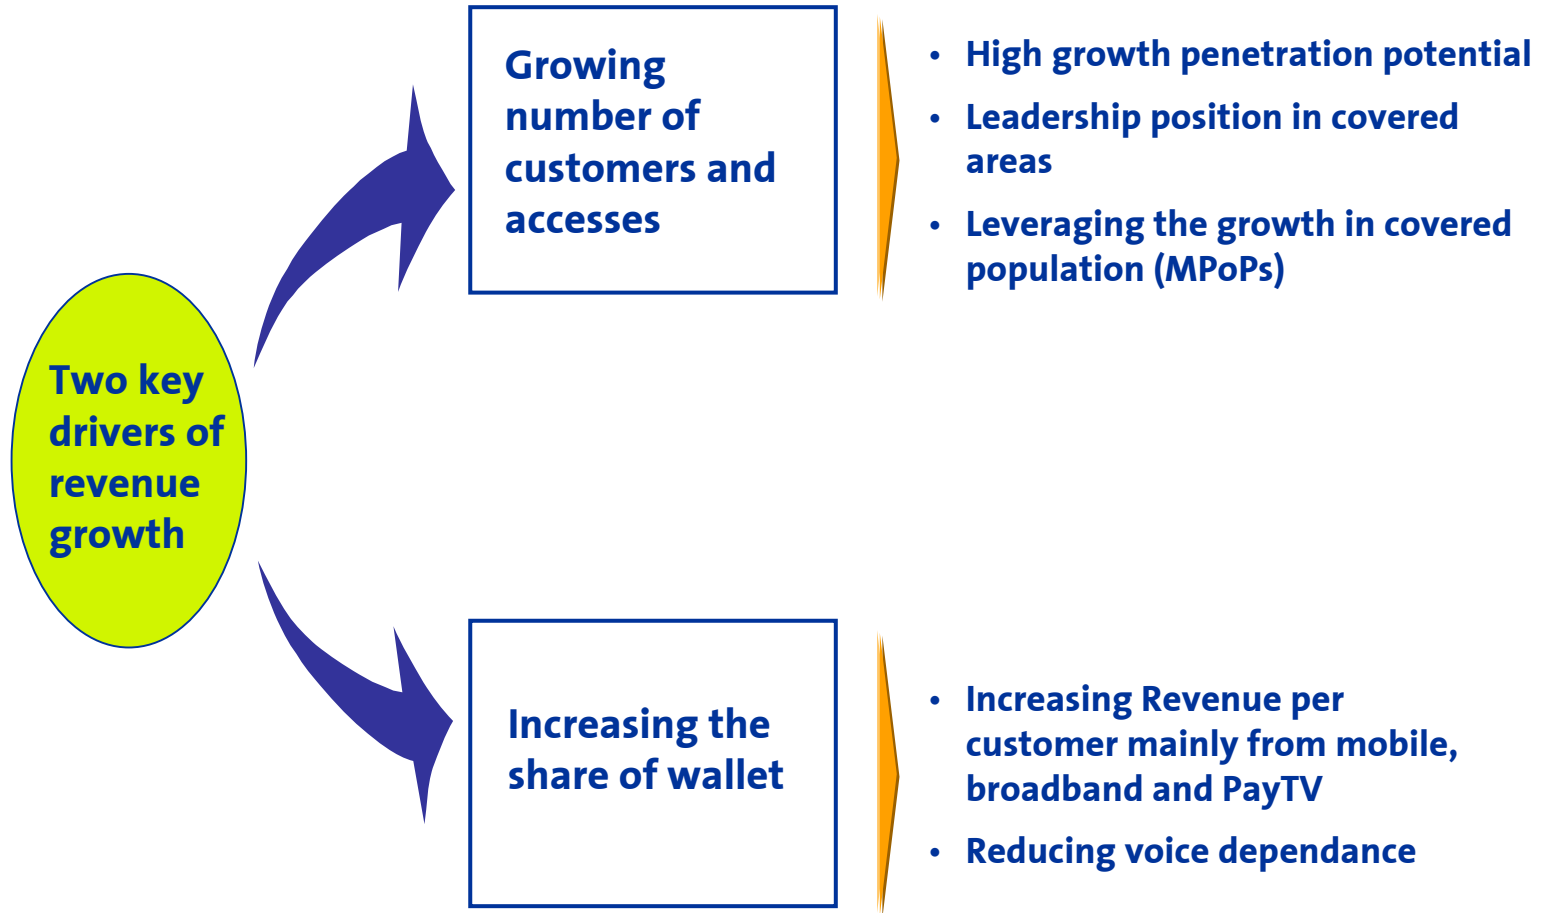 Two key
drivers of
revenue
growth
Growing
number of
customers and
accesses
• High growth penetration potential
• Leadership position in covered
areas
• Leveraging the growth in covered
population (MPoPs)
Increasing the
share of wallet
• Increasing Revenue per
customer mainly from mobile,
broadband and PayTV
• Reducing voice dependance